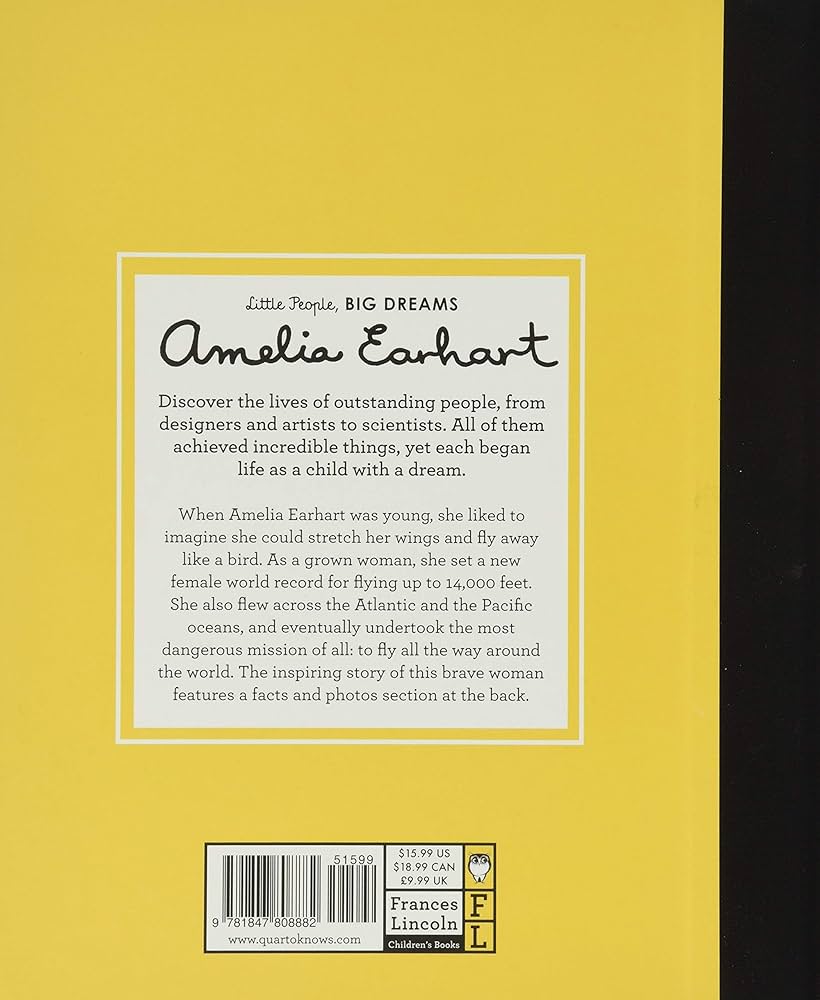 Little People, BIG DREAMS
Amelia Earhart
Discover the lives of outstanding people, from
designers and artists to scientists. All of them
achieved incredible things, yet each began
life as a child with a dream.
When Amelia Earhart was young, she liked to
imagine she could stretch her wings and fly away
like a bird. As a grown woman, she set a new
female world record for flying up to 14,000 feet.
She also flew across the Atlantic and the Pacific
oceans, and eventually undertook the most
dangerous mission of all: to fly all the way around
the world. The inspiring story of this brave woman
features a facts and photos section at the back.
51599
9 781847 808882
www.quartoknows.com
$15.99 US
$18.99 CAN
£9.99 UK
Frances
Lincoln
Children's Books
F
L